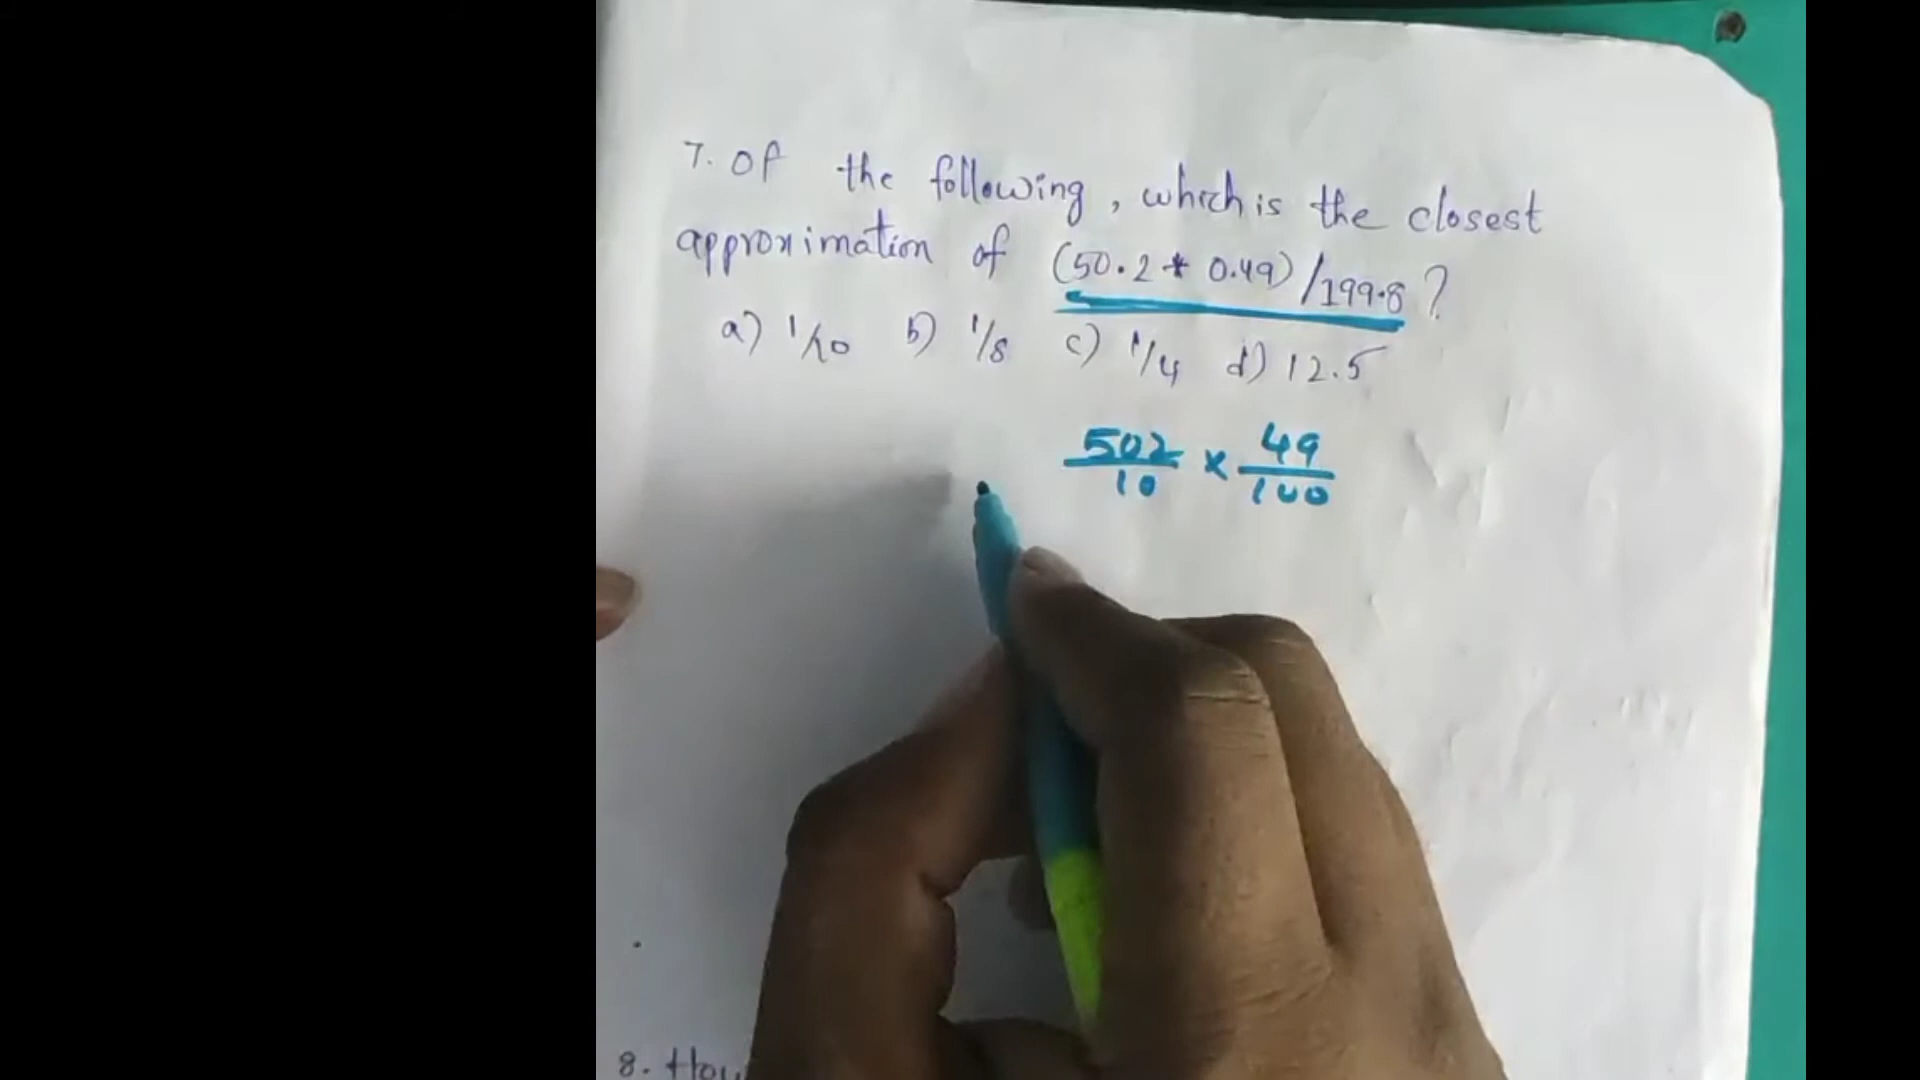 7. Of the following, which is the closest
approximation of (50.2 * 0.49) /199.8 ?
a) 1/10 b) 1/8 c) 1/4 d) 12.5
502/10 × 49/100
8. How